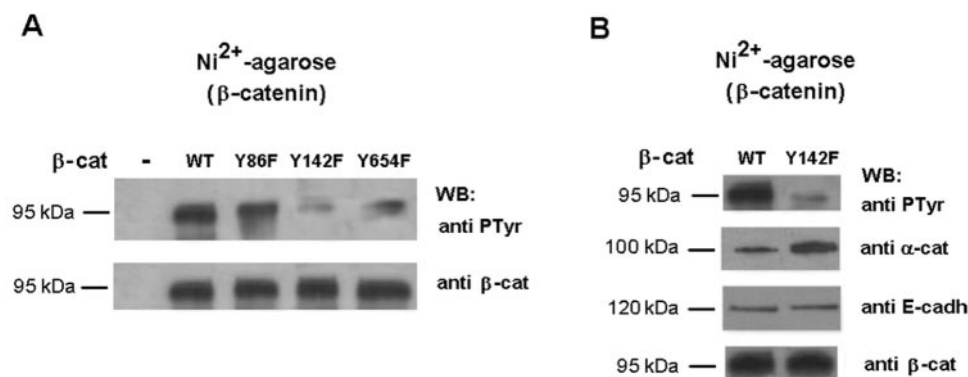 A
Ni2+-agarose
(β-catenin)
β-cat - WT Y86F Y142F Y654F
95 kDa WB:
anti PTyr
95 kDa anti β-cat
B
Ni2+-agarose
(β-catenin)
β-cat WT Y142F
95 kDa WB:
anti PTyr
100 kDa anti α-cat
120 kDa anti E-cadh
95 kDa anti β-cat